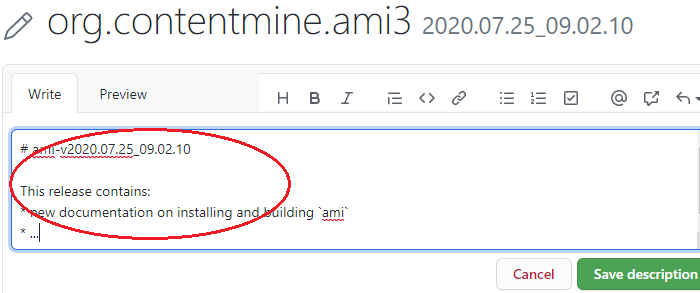 org.contentmine.ami3 2020.07.25_09.02.10
Write Preview H B I
# ami-v2020.07.25_09.02.10
This release contains:
* new documentation on installing and building `ami`
* ...
Cancel Save description